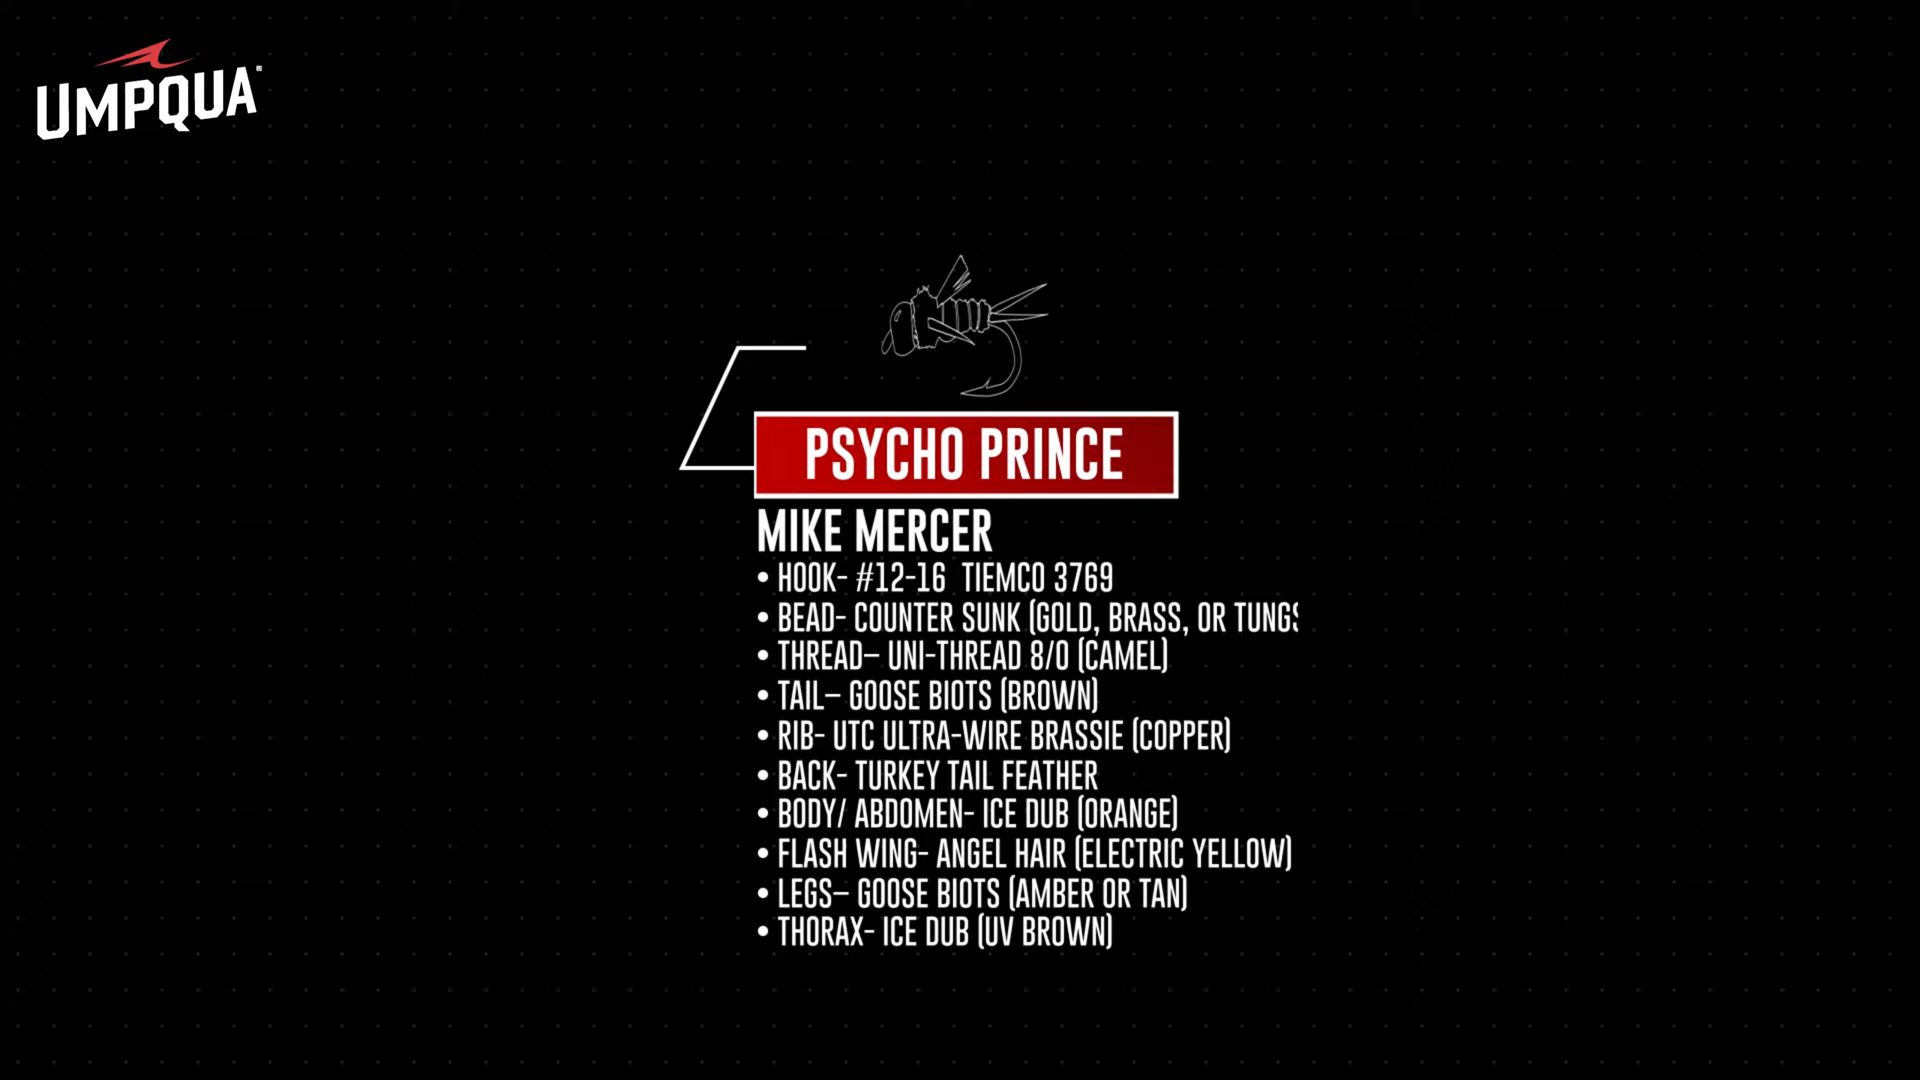 UMPQUA
PSYCHO PRINCE
MIKE MERCER
• HOOK- #12-16 TIEMCO 3769
• BEAD- COUNTER SUNK (GOLD, BRASS, OR
• THREAD– UNI-THREAD 8/0 (CAMEL)
• TAIL– GOOSE BIOTS (BROWN)
• RIB- UTC ULTRA-WIRE BRASSIE (COPPER)
• BACK- TURKEY TAIL FEATHER
• BODY/ ABDOMEN- ICE DUB (ORANGE)
• FLASH WING- ANGEL HAIR (ELECTRIC YELLOW)
• LEGS– GOOSE BIOTS (AMBER OR TAN)
• THORAX- ICE DUB (UV BROWN)